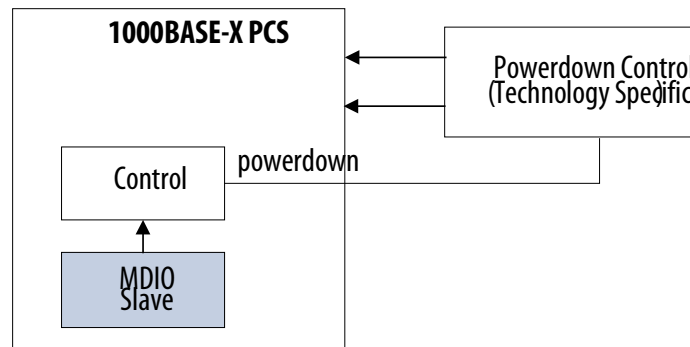 1000BASE-X PCS
Powerdown Control
(Technology Specific)
powerdown
Control
MDIO
Slave